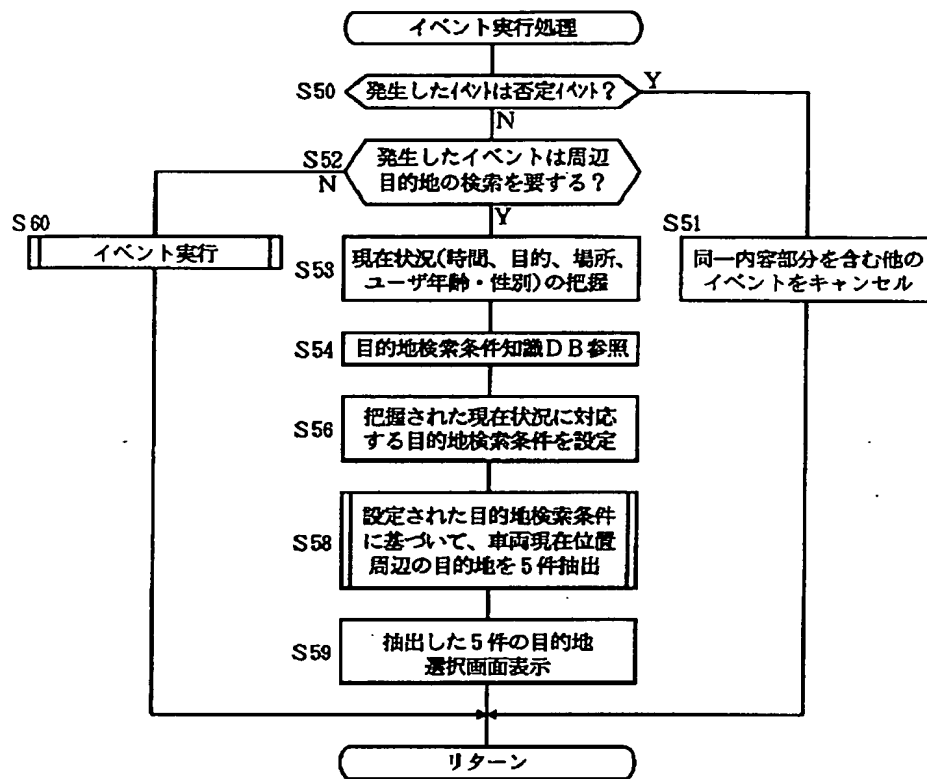 イベント実行処理
S50
発生したイベントは否定イベント?
Y
N
S52
発生したイベントは周辺
目的地の検索を要する?
N
Y
S60
イベント実行
S53
現在状況(時間、目的、場所、
ユーザ年齢・性別)の把握
S51
同一内容部分を含む他の
イベントをキャンセル
S54
目的地検索条件知識DB参照
S56
把握された現在状況に対応
する目的地検索条件を設定
S58
設定された目的地検索条件
に基づいて、車両現在位置
周辺の目的地を5件抽出
S59
抽出した5件の目的地
選択画面表示
リターン